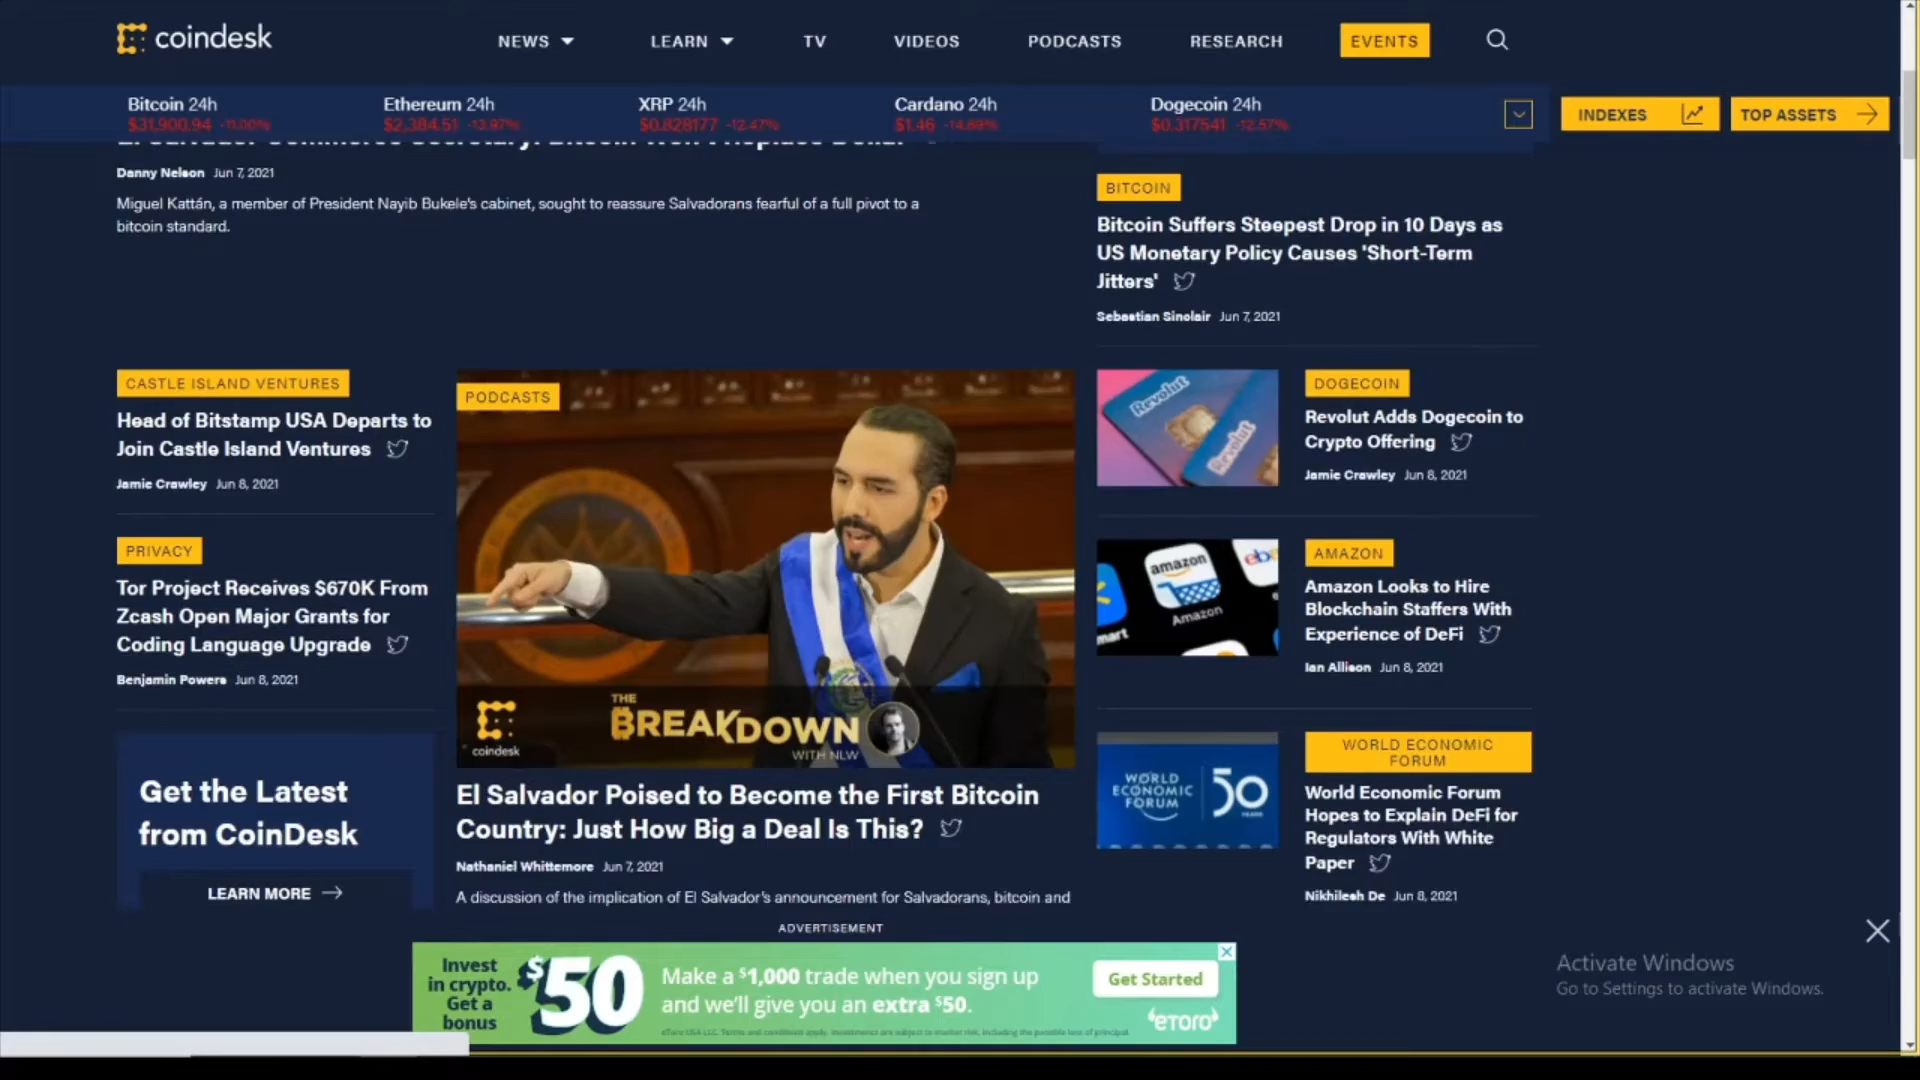 coindesk
NEWS
LEARN
TV
VIDEOS
PODCASTS
RESEARCH
EVENTS
Bitcoin 24h
$31,900.94 -11.00%
Ethereum 24h
$2,384.51 -13.97%
XRP 24h
$0.828177 -12.47%
Cardano 24h
$1.46 -14.69%
Dogecoin 24h
$0.317541 -12.57%
INDEXES
TOP ASSETS
Danny Nelson Jun 7, 2021
Miguel Kattán, a member of President Nayib Bukele's cabinet, sought to reassure Salvadorans fearful of a full pivot to a
bitcoin standard.
BITCOIN
Bitcoin Suffers Steepest Drop in 10 Days as
US Monetary Policy Causes 'Short-Term
Jitters'
Sebastian Sinclair Jun 7, 2021
CASTLE ISLAND VENTURES
Head of Bitstamp USA Departs to
Join Castle Island Ventures
Jamie Crawley Jun 8, 2021
PRIVACY
Tor Project Receives $670K From
Zcash Open Major Grants for
Coding Language Upgrade
Benjamin Powers Jun 8, 2021
Get the Latest
from CoinDesk
LEARN MORE
PODCASTS
coindesk
THE
BREAKDOWN
WITH NLW
El Salvador Poised to Become the First Bitcoin
Country: Just How Big a Deal Is This?
Nathaniel Whittemore Jun 7, 2021
A discussion of the implication of El Salvador's announcement for Salvadorans, bitcoin and
Revolut
Revolut
DOGECOIN
Revolut Adds Dogecoin to
Crypto Offering
Jamie Crawley Jun 8, 2021
amazon
Amazon
mart
AMAZON
Amazon Looks to Hire
Blockchain Staffers With
Experience of DeFi
Ian Allison Jun 8, 2021
WORLD
ECONOMIC
FORUM
50
YEARS
WORLD ECONOMIC
FORUM
World Economic Forum
Hopes to Explain DeFi for
Regulators With White
Paper
Nikhilesh De Jun 8, 2021
ADVERTISEMENT
Invest
in crypto.
Get a
bonus
$50
Make a $1,000 trade when you sign up
and we'll give you an extra $50.
eToro USA LLC. Terms and conditions apply. Investments are subject to market risk, including the possible loss of principal.
Get Started
eToro
Activate Windows
Go to Settings to activate Windows.